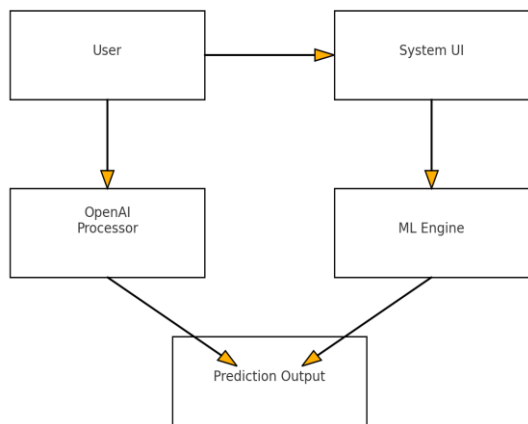 User
System UI
OpenAI
Processor
ML Engine
Prediction Output